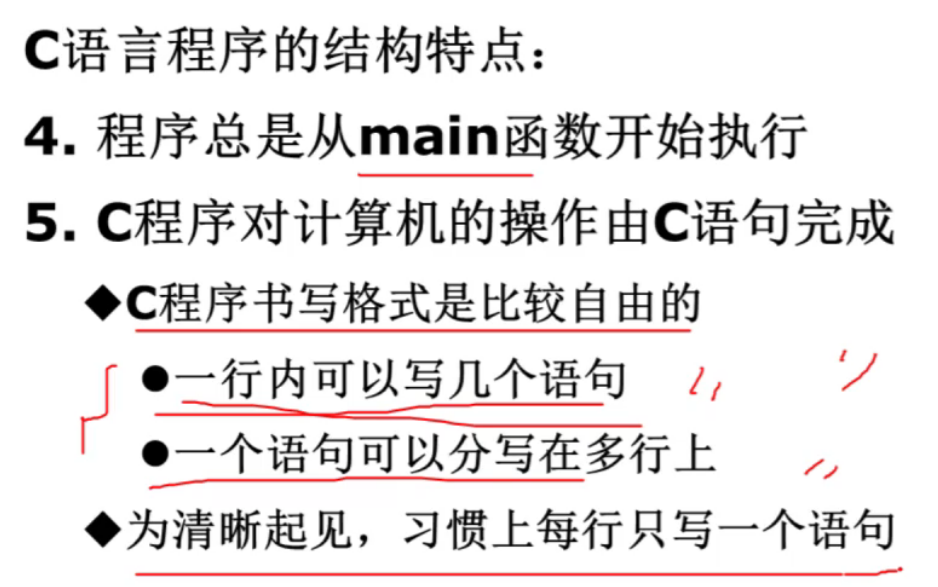 C语言程序的结构特点：
4. 程序总是从main函数开始执行
5. C程序对计算机的操作由C语句完成
◆C程序书写格式是比较自由的
●一行内可以写几个语句
●一个语句可以分写在多行上
◆为清晰起见，习惯上每行只写一个语句